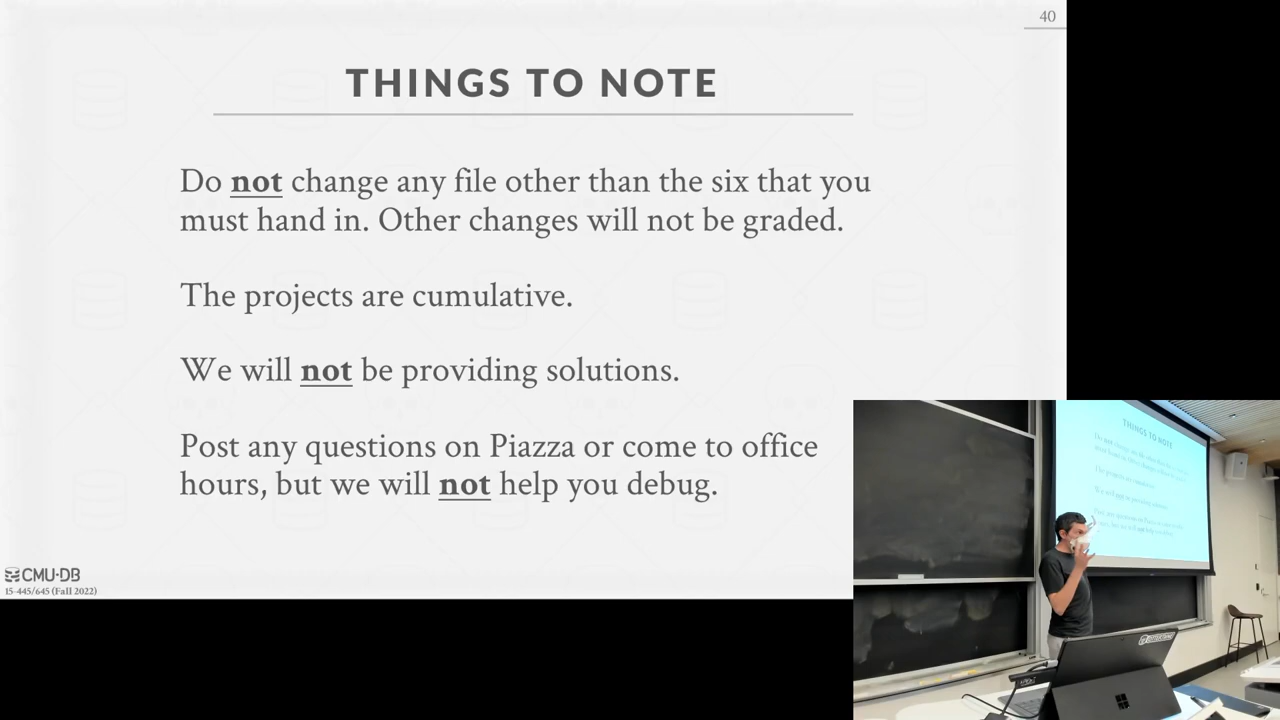 40
THINGS TO NOTE
Do not change any file other than the six that you
must hand in. Other changes will not be graded.
The projects are cumulative.
We will not be providing solutions.
Post any questions on Piazza or come to office
hours, but we will not help you debug.
CMU·DB
15-445/645 (Fall 2022)
THINGS TO NOTE